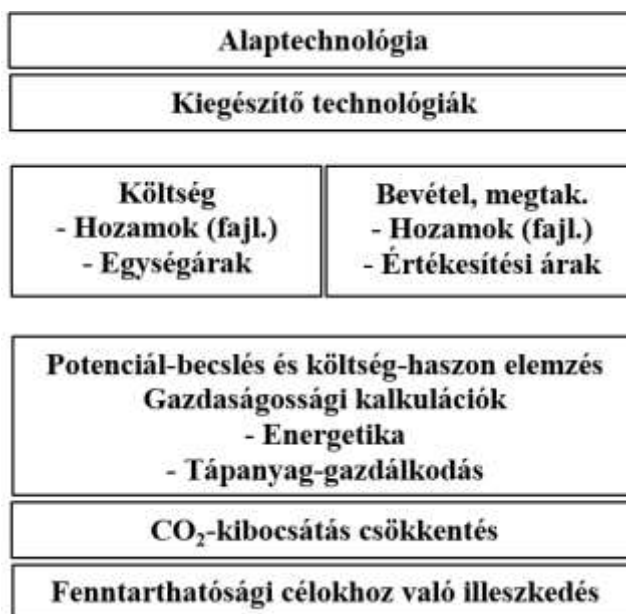 Alaptechnológia
Kiegészítő technológiák
Költség
- Hozamok (fajl.)
- Egységárak
Bevétel, megtak.
- Hozamok (fajl.)
- Értékesítési árak
Potenciál-becslés és költség-haszon elemzés
Gazdaságossági kalkulációk
- Energetika
- Tápanyag-gazdálkodás
CO₂-kibocsátás csökkentés
Fenntarthatósági célokhoz való illeszkedés